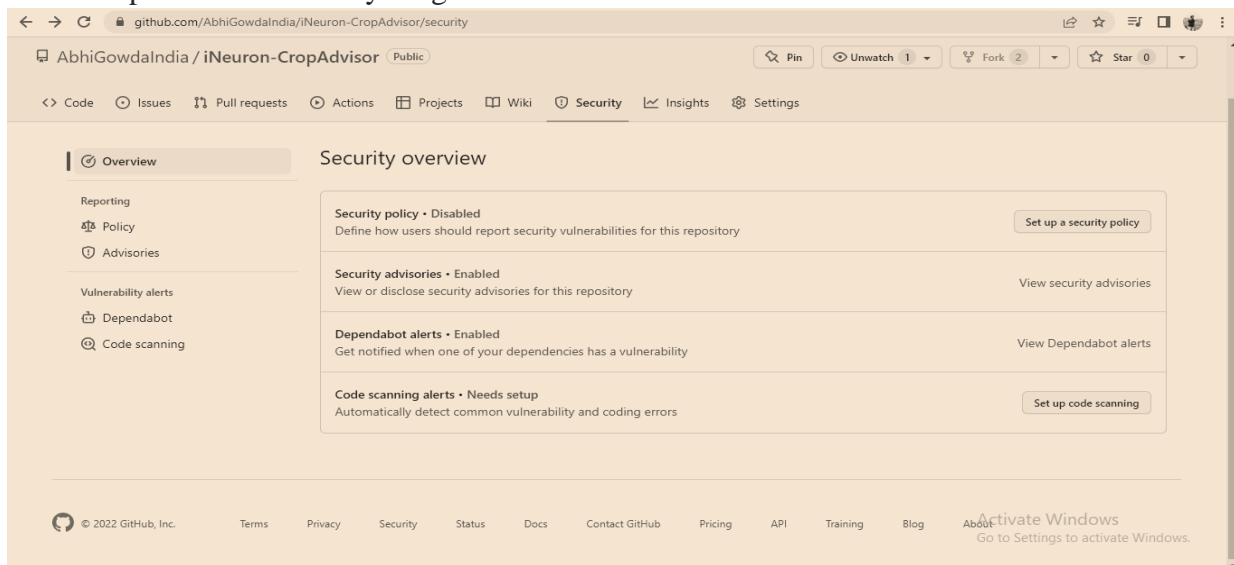 github.com/AbhiGowdaIndia/iNeuron-CropAdvisor/security
AbhiGowdaIndia / iNeuron-CropAdvisor Public
Pin Unwatch 1 Fork 2 Star 0
<> Code Issues Pull requests Actions Projects Wiki Security Insights Settings
Overview
Reporting
Policy
Advisories
Vulnerability alerts
Dependabot
Code scanning
Security overview
Security policy • Disabled
Define how users should report security vulnerabilities for this repository
Set up a security policy
Security advisories • Enabled
View or disclose security advisories for this repository
View security advisories
Dependabot alerts • Enabled
Get notified when one of your dependencies has a vulnerability
View Dependabot alerts
Code scanning alerts • Needs setup
Automatically detect common vulnerability and coding errors
Set up code scanning
© 2022 GitHub, Inc. Terms Privacy Security Status Docs Contact GitHub Pricing API Training Blog About
Activate Windows
Go to Settings to activate Windows.